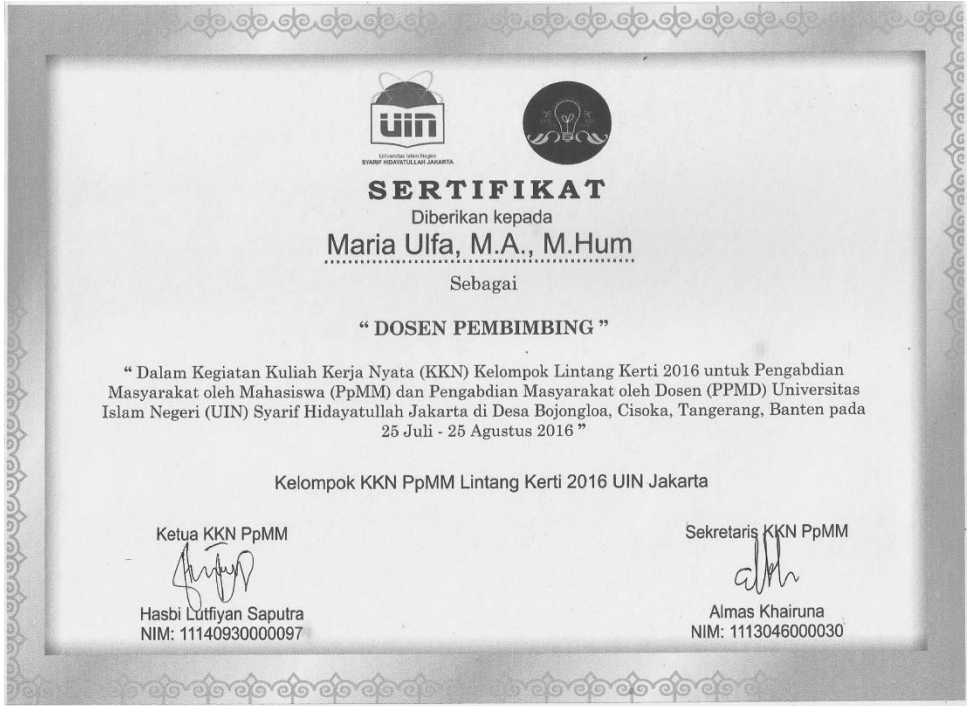 uin
Universitas Islam Negeri
SYARIF HIDAYATULLAH JAKARTA
SERTIFIKAT
Diberikan kepada
Maria Ulfa, M.A., M.Hum
Sebagai
“ DOSEN PEMBIMBING ”
“ Dalam Kegiatan Kuliah Kerja Nyata (KKN) Kelompok Lintang Kerti 2016 untuk Pengabdian
Masyarakat oleh Mahasiswa (PpMM) dan Pengabdian Masyarakat oleh Dosen (PPMD) Universitas
Islam Negeri (UIN) Syarif Hidayatullah Jakarta di Desa Bojongloa, Cisoka, Tangerang, Banten pada
25 Juli - 25 Agustus 2016 ”
Kelompok KKN PpMM Lintang Kerti 2016 UIN Jakarta
Ketua KKN PpMM
Hasbi Lutfiyan Saputra
NIM: 11140930000097
Sekretaris KKN PpMM
Almas Khairuna
NIM: 1113046000030